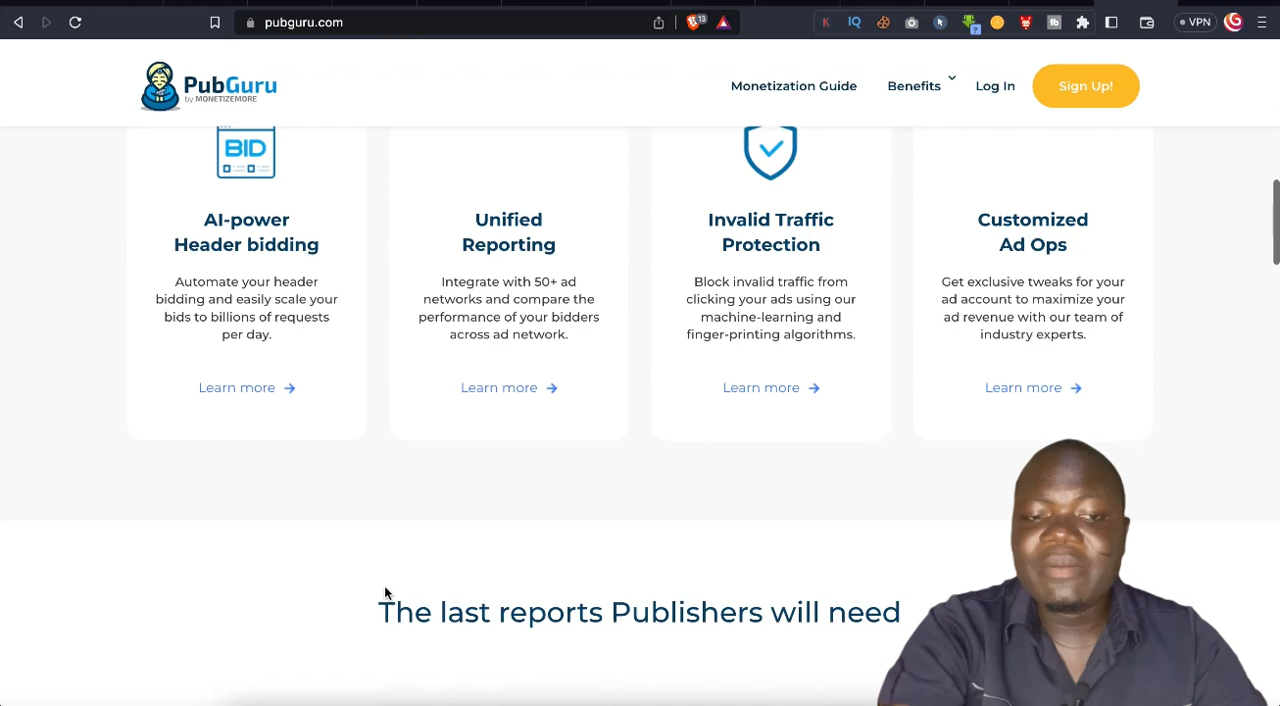 pubguru.com
13
K
IQ
fb
?
VPN
PubGuru
by MONETIZEMORE
Monetization Guide
Benefits
Log In
Sign Up!
BID
AI-power
Header bidding
Automate your header
bidding and easily scale your
bids to billions of requests
per day.
Learn more
Unified
Reporting
Integrate with 50+ ad
networks and compare the
performance of your bidders
across ad network.
Learn more
Invalid Traffic
Protection
Block invalid traffic from
clicking your ads using our
machine-learning and
finger-printing algorithms.
Learn more
Customized
Ad Ops
Get exclusive tweaks for your
ad account to maximize your
ad revenue with our team of
industry experts.
Learn more
The last reports Publishers will need